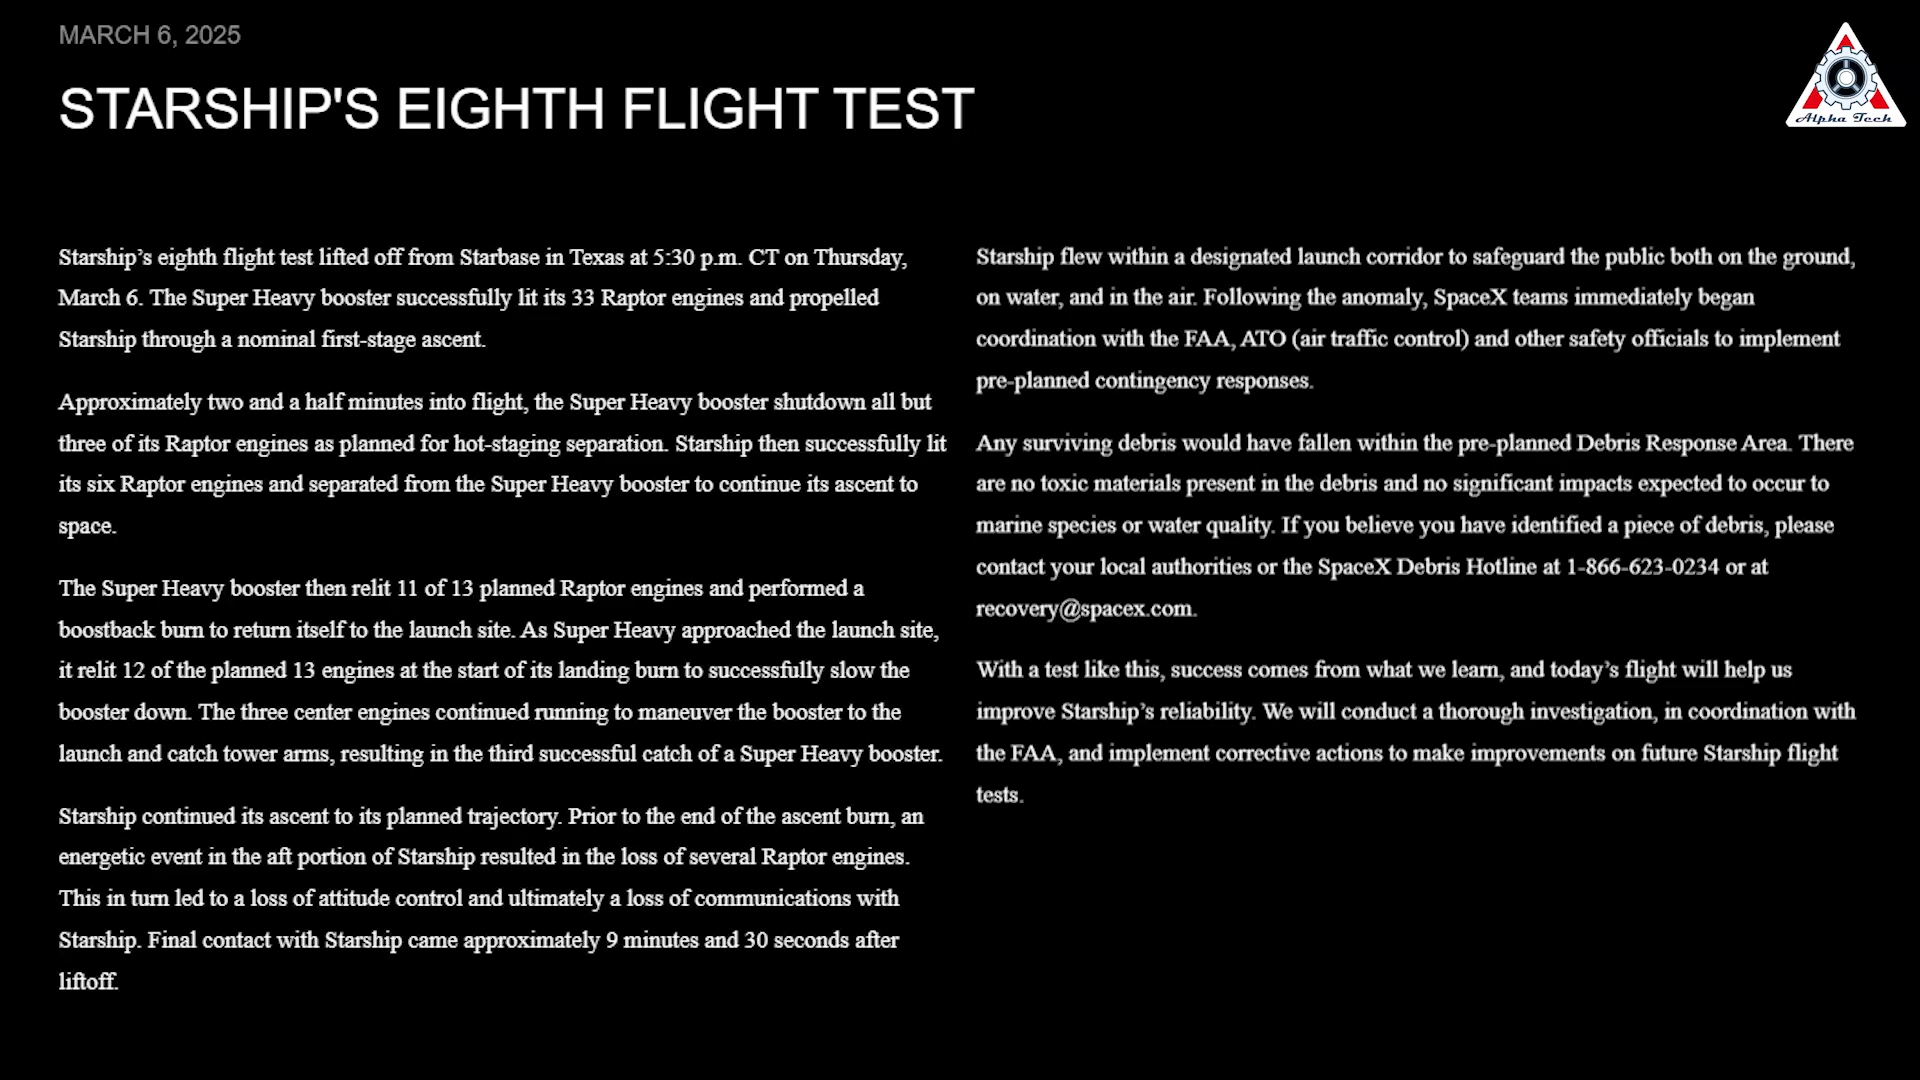 MARCH 6, 2025
STARSHIP'S EIGHTH FLIGHT TEST
Alpha Tech
Starship’s eighth flight test lifted off from Starbase in Texas at 5:30 p.m. CT on Thursday,
March 6. The Super Heavy booster successfully lit its 33 Raptor engines and propelled
Starship through a nominal first-stage ascent.
Approximately two and a half minutes into flight, the Super Heavy booster shutdown all but
three of its Raptor engines as planned for hot-staging separation. Starship then successfully lit
its six Raptor engines and separated from the Super Heavy booster to continue its ascent to
space.
The Super Heavy booster then relit 11 of 13 planned Raptor engines and performed a
boostback burn to return itself to the launch site. As Super Heavy approached the launch site,
it relit 12 of the planned 13 engines at the start of its landing burn to successfully slow the
booster down. The three center engines continued running to maneuver the booster to the
launch and catch tower arms, resulting in the third successful catch of a Super Heavy booster.
Starship continued its ascent to its planned trajectory. Prior to the end of the ascent burn, an
energetic event in the aft portion of Starship resulted in the loss of several Raptor engines.
This in turn led to a loss of attitude control and ultimately a loss of communications with
Starship. Final contact with Starship came approximately 9 minutes and 30 seconds after
liftoff.
Starship flew within a designated launch corridor to safeguard the public both on the ground,
on water, and in the air. Following the anomaly, SpaceX teams immediately began
coordination with the FAA, ATO (air traffic control) and other safety officials to implement
pre-planned contingency responses.
Any surviving debris would have fallen within the pre-planned Debris Response Area. There
are no toxic materials present in the debris and no significant impacts expected to occur to
marine species or water quality. If you believe you have identified a piece of debris, please
contact your local authorities or the SpaceX Debris Hotline at 1-866-623-0234 or at
recovery@spacex.com.
With a test like this, success comes from what we learn, and today’s flight will help us
improve Starship’s reliability. We will conduct a thorough investigation, in coordination with
the FAA, and implement corrective actions to make improvements on future Starship flight
tests.